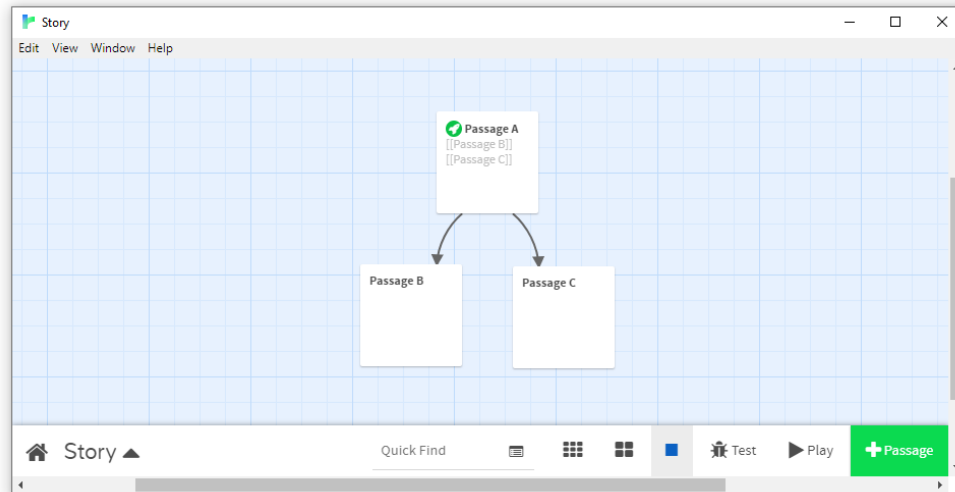 Story
Edit View Window Help
Passage A
[[Passage B]]
[[Passage C]]
Passage B
Passage C
Story
Quick Find
Test
Play
+Passage